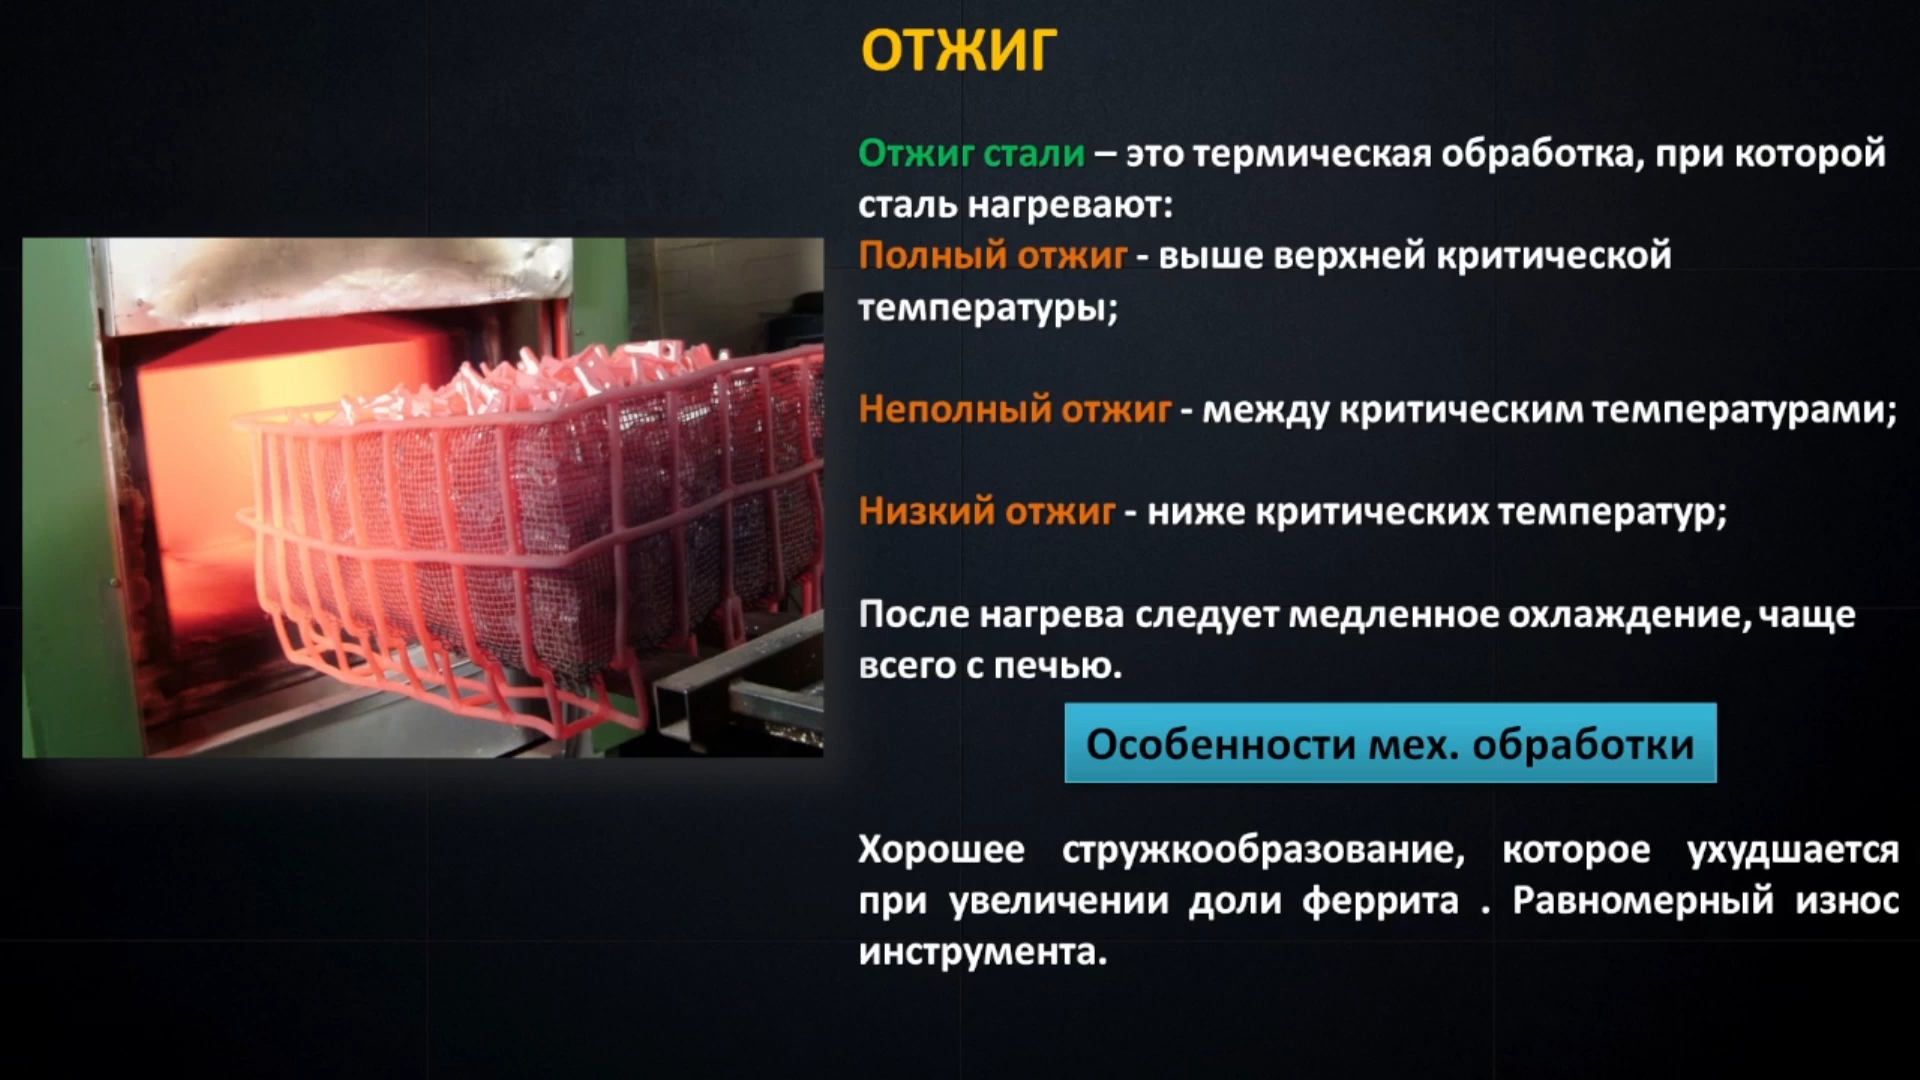 ОТЖИГ
Отжиг стали – это термическая обработка, при которой
сталь нагревают:
Полный отжиг - выше верхней критической
температуры;
Неполный отжиг - между критическим температурами;
Низкий отжиг - ниже критических температур;
После нагрева следует медленное охлаждение, чаще
всего с печью.
Особенности мех. обработки
Хорошее стружкообразование, которое ухудшается
при увеличении доли феррита . Равномерный износ
инструмента.